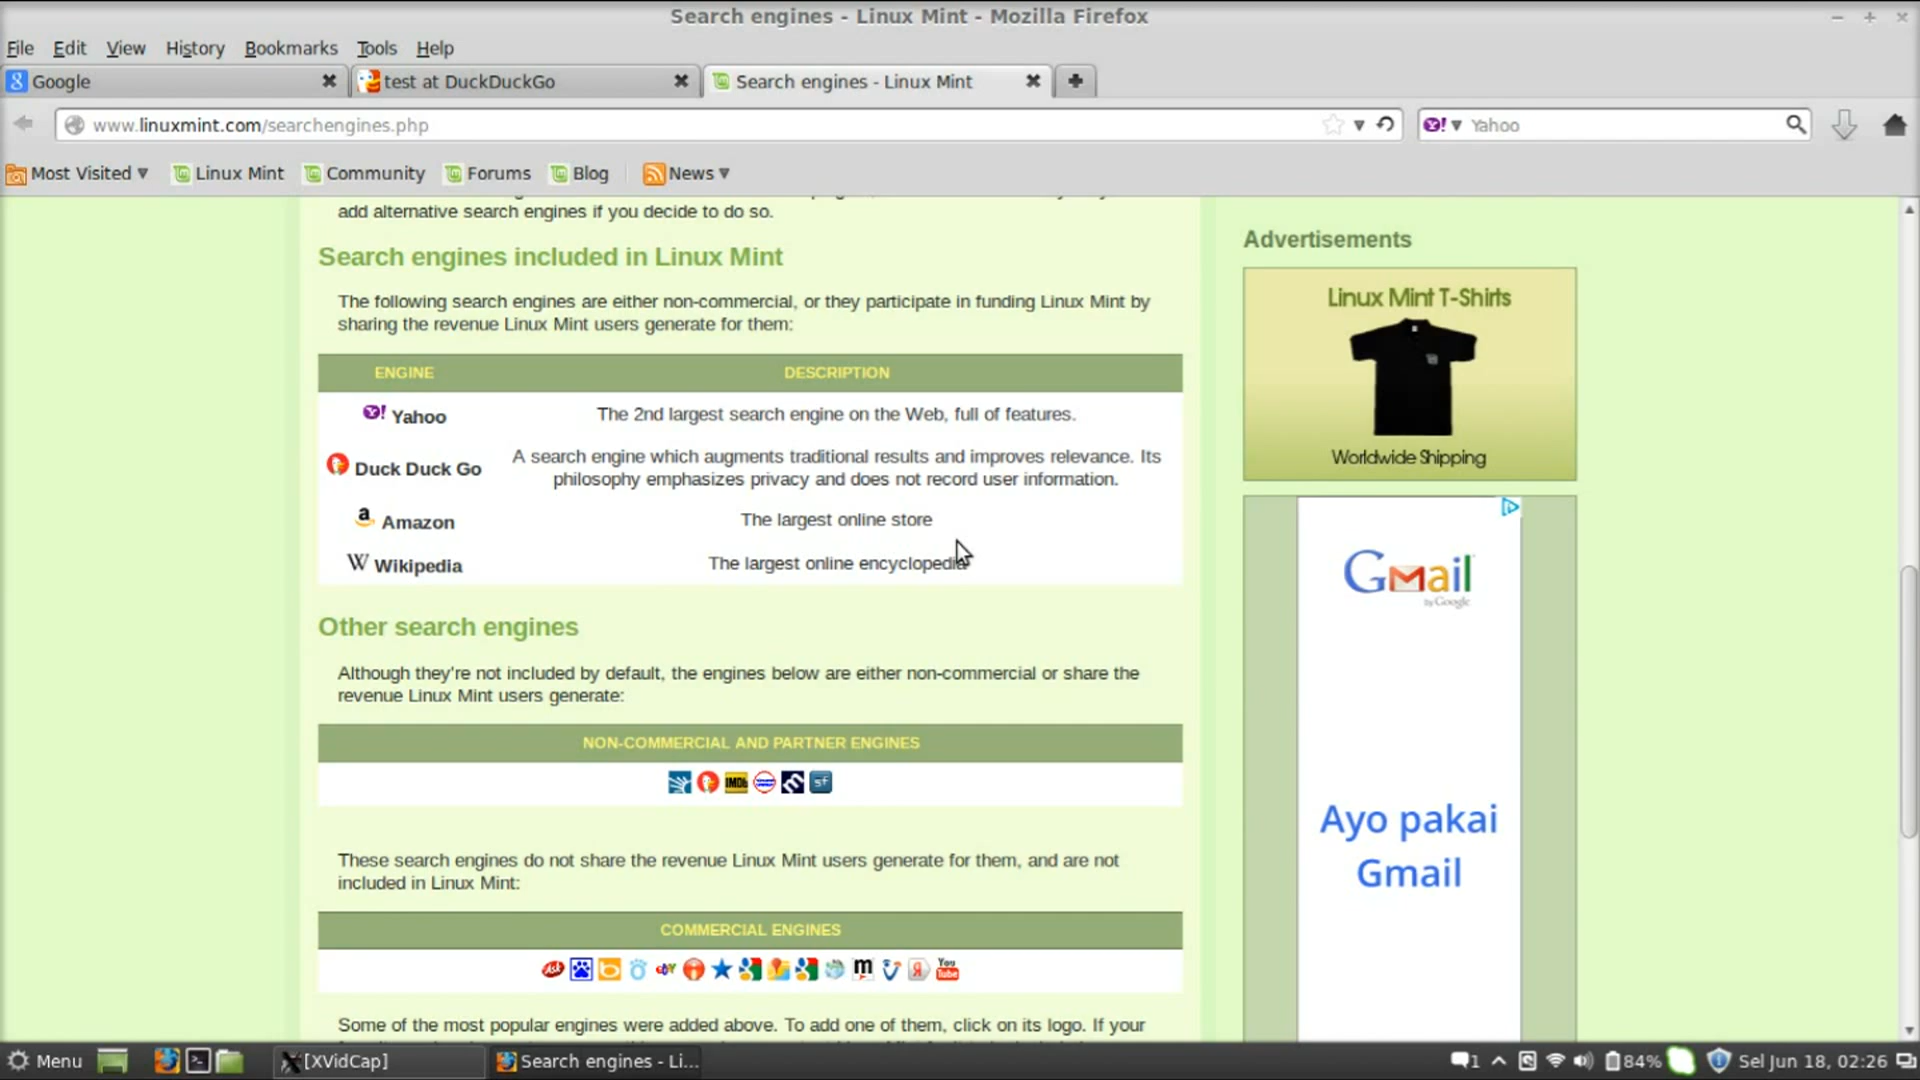 Search engines - Linux Mint - Mozilla Firefox
File Edit View History Bookmarks Tools Help
Google
test at DuckDuckGo
Search engines - Linux Mint
www.linuxmint.com/searchengines.php
Yahoo
Most Visited Linux Mint Community Forums Blog News
add alternative search engines if you decide to do so.
Search engines included in Linux Mint
The following search engines are either non-commercial, or they participate in funding Linux Mint by
sharing the revenue Linux Mint users generate for them:
ENGINE DESCRIPTION
Yahoo The 2nd largest search engine on the Web, full of features.
Duck Duck Go
A search engine which augments traditional results and improves relevance. Its
philosophy emphasizes privacy and does not record user information.
Amazon The largest online store
Wikipedia The largest online encyclopedia
Other search engines
Although they're not included by default, the engines below are either non-commercial or share the
revenue Linux Mint users generate:
NON-COMMERCIAL AND PARTNER ENGINES
IMDb
sf
These search engines do not share the revenue Linux Mint users generate for them, and are not
included in Linux Mint:
COMMERCIAL ENGINES
Ask
You
Tube
Some of the most popular engines were added above. To add one of them, click on its logo. If your
Advertisements
Linux Mint T-Shirts
Worldwide Shipping
Gmail
by Google
Ayo pakai
Gmail
Menu
[XVidCap]
Search engines - Li...
1
84%
Sel Jun 18, 02:26